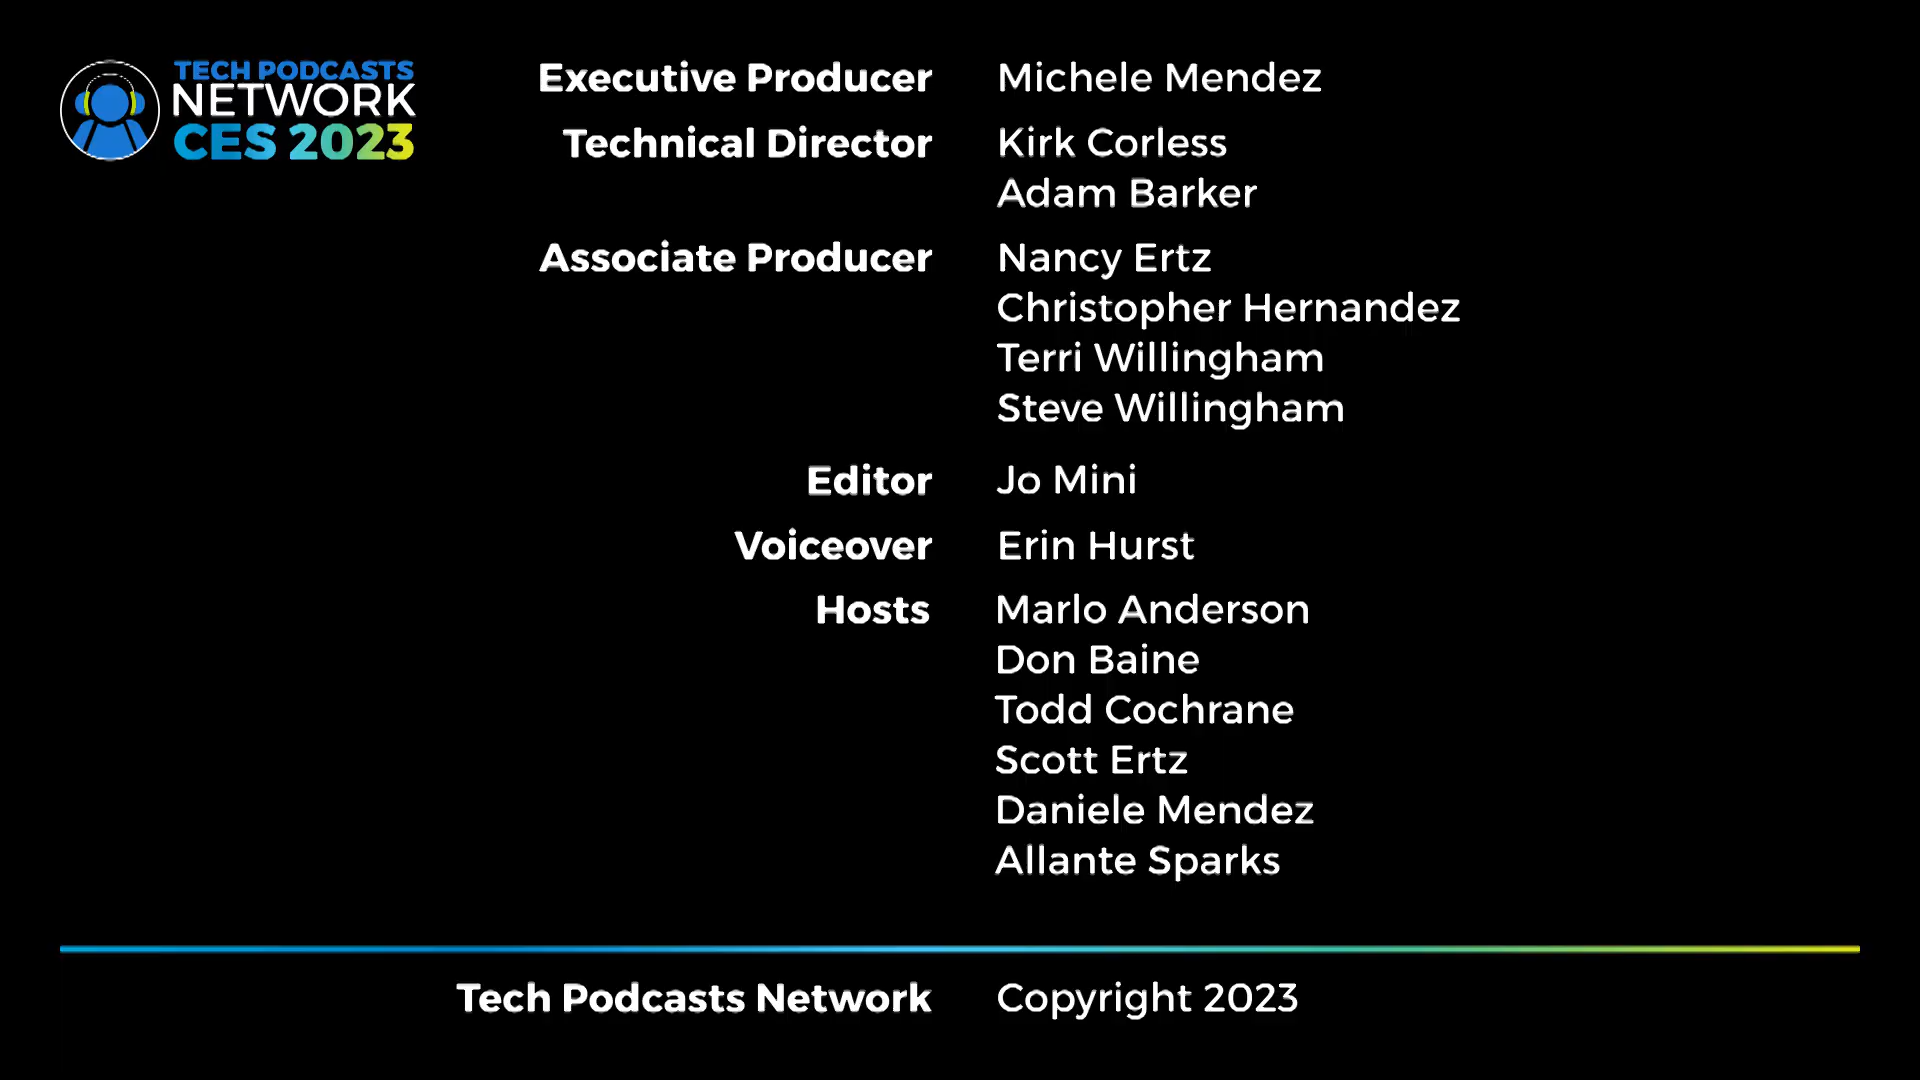 TECH PODCASTS
NETWORK
CES 2023
Executive Producer Michele Mendez
Technical Director Kirk Corless
Adam Barker
Associate Producer Nancy Ertz
Christopher Hernandez
Terri Willingham
Steve Willingham
Editor Jo Mini
Voiceover Erin Hurst
Hosts Marlo Anderson
Don Baine
Todd Cochrane
Scott Ertz
Daniele Mendez
Allante Sparks
Tech Podcasts Network Copyright 2023